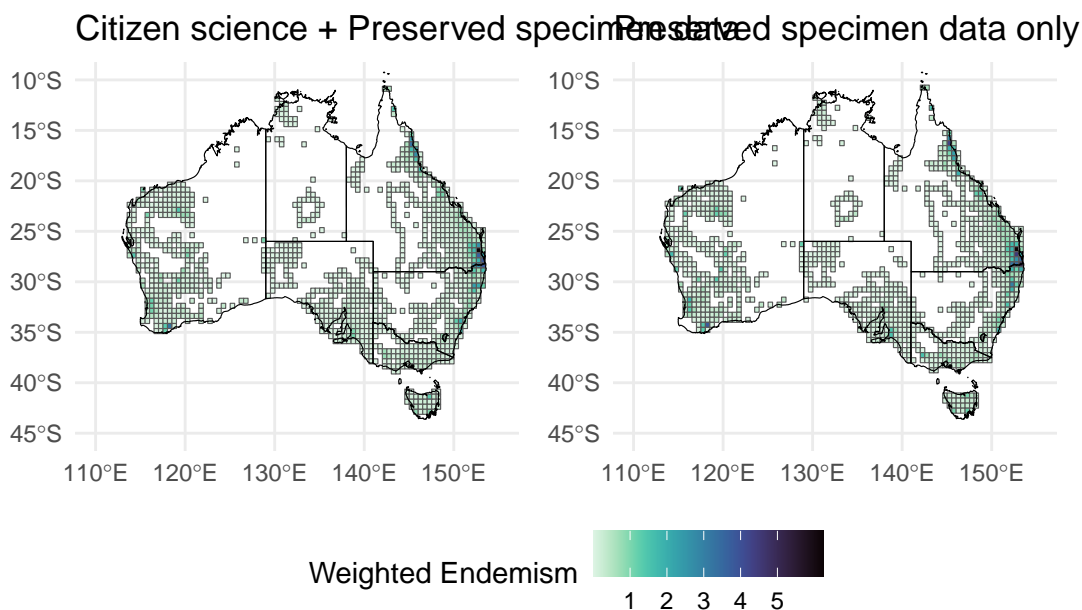 Citizen science + Preserved specimen data
Preserved specimen data only
10°S
15°S
20°S
25°S
30°S
35°S
40°S
45°S
110°E 120°E 130°E 140°E 150°E
10°S
15°S
20°S
25°S
30°S
35°S
40°S
45°S
110°E 120°E 130°E 140°E 150°E
Weighted Endemism
1 2 3 4 5